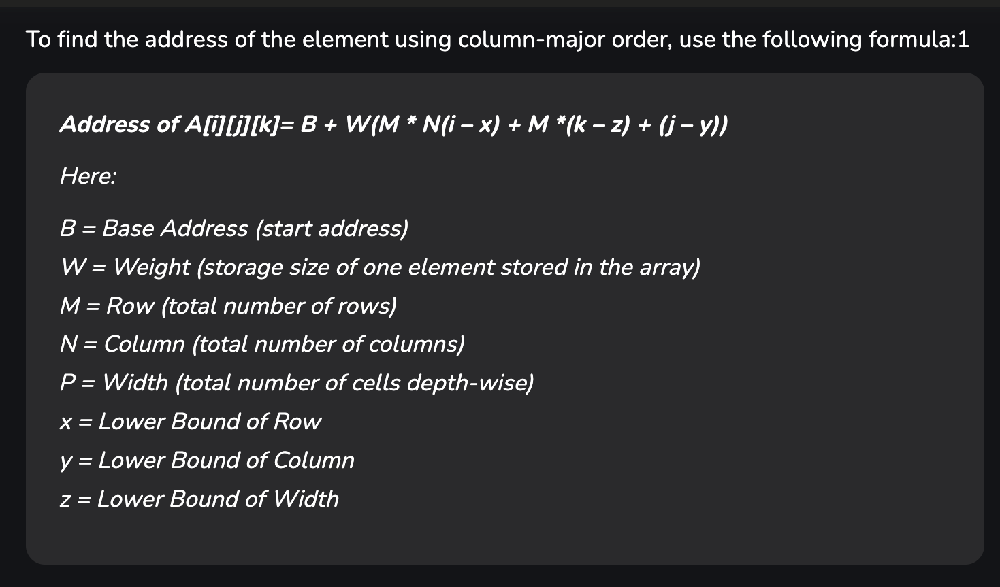 To find the address of the element using column-major order, use the following formula:1
Address of A[i][j][k]= B + W(M * N(i – x) + M *(k – z) + (j – y))
Here:
B = Base Address (start address)
W = Weight (storage size of one element stored in the array)
M = Row (total number of rows)
N = Column (total number of columns)
P = Width (total number of cells depth-wise)
x = Lower Bound of Row
y = Lower Bound of Column
z = Lower Bound of Width